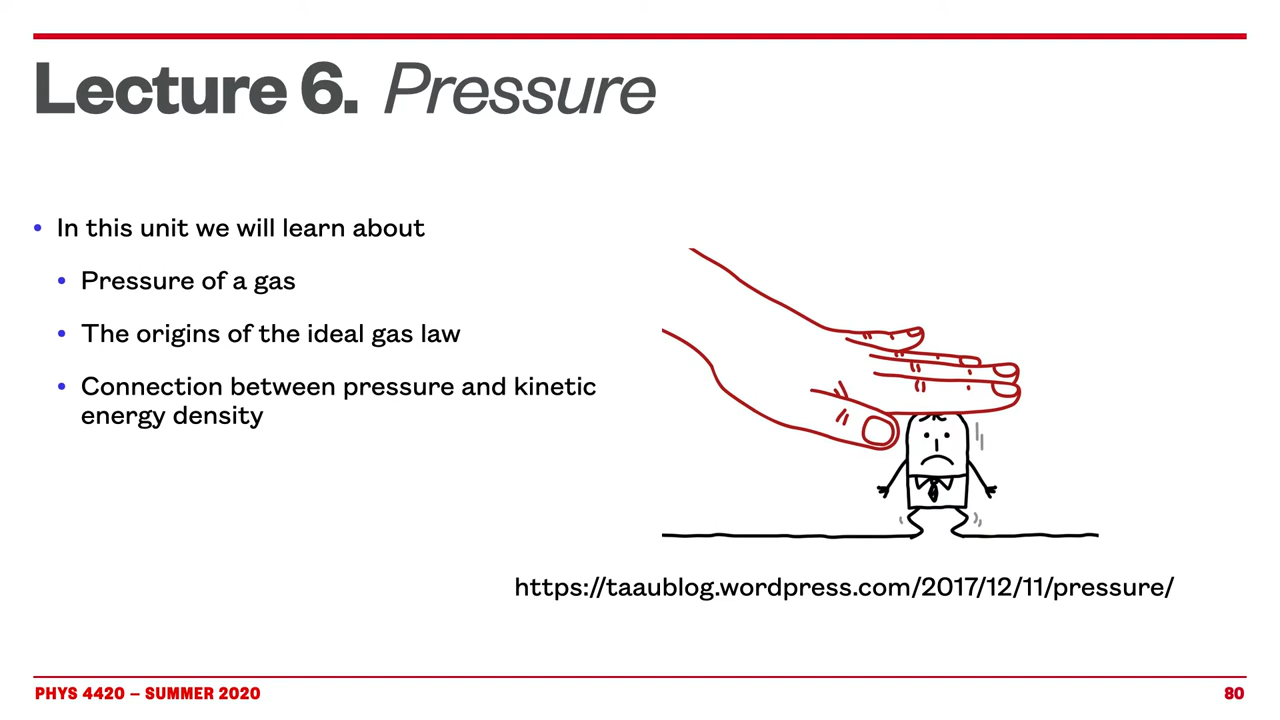 Lecture 6. Pressure
• In this unit we will learn about
• Pressure of a gas
• The origins of the ideal gas law
• Connection between pressure and kinetic
energy density
https://taaublog.wordpress.com/2017/12/11/pressure/
PHYS 4420 – SUMMER 2020
80